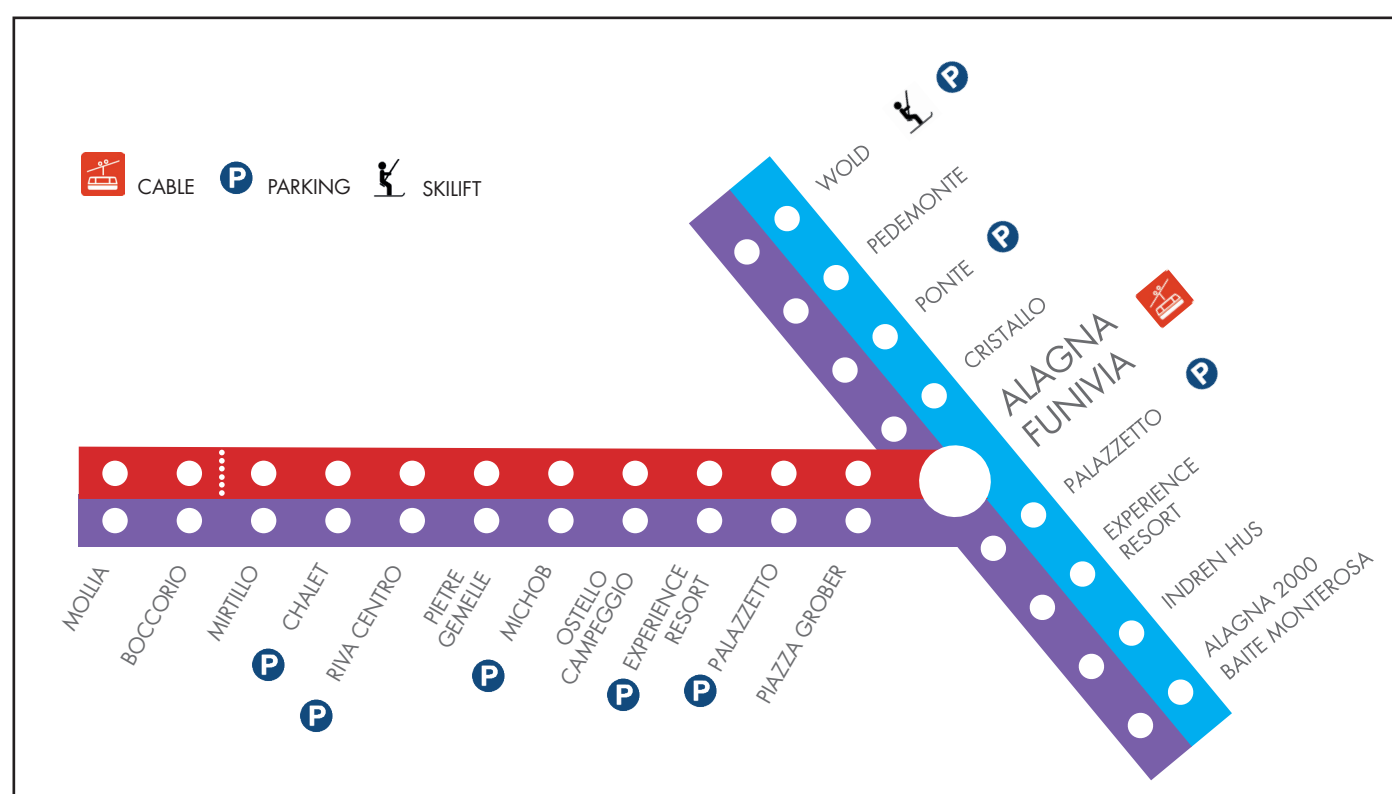 CABLE
P PARKING
SKILIFT
WOLD P
PEDEMONTE
PONTE P
CRISTALLO
ALAGNA
FUNIVIA
PALAZZETTO P
EXPERIENCE
RESORT
INDREN HUS
ALAGNA 2000
BAITE MONTEROSA
MOLLIA
BOCCORIO
MIRTILLO
CHALET
P
RIVA CENTRO
P
PIETRE
GEMELLE
MICHOB
P
OSTELLO
CAMPEGGIO
EXPERIENCE
RESORT
P
PALAZZETTO
P
PIAZZA GROBER